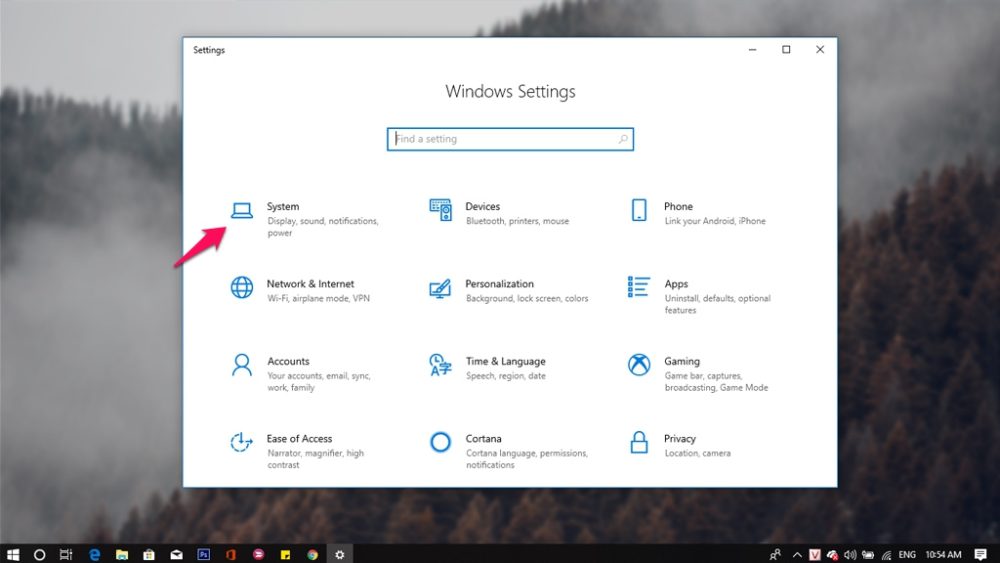 Settings
Windows Settings
Find a setting
System
Display, sound, notifications,
power
Devices
Bluetooth, printers, mouse
Phone
Link your Android, iPhone
Network & Internet
Wi-Fi, airplane mode, VPN
Personalization
Background, lock screen, colors
Apps
Uninstall, defaults, optional
features
Accounts
Your accounts, email, sync,
work, family
Time & Language
Speech, region, date
Gaming
Game bar, captures,
broadcasting, Game Mode
Ease of Access
Narrator, magnifier, high
contrast
Cortana
Cortana language, permissions,
notifications
Privacy
Location, camera
Ps
V
ENG
10:54 AM